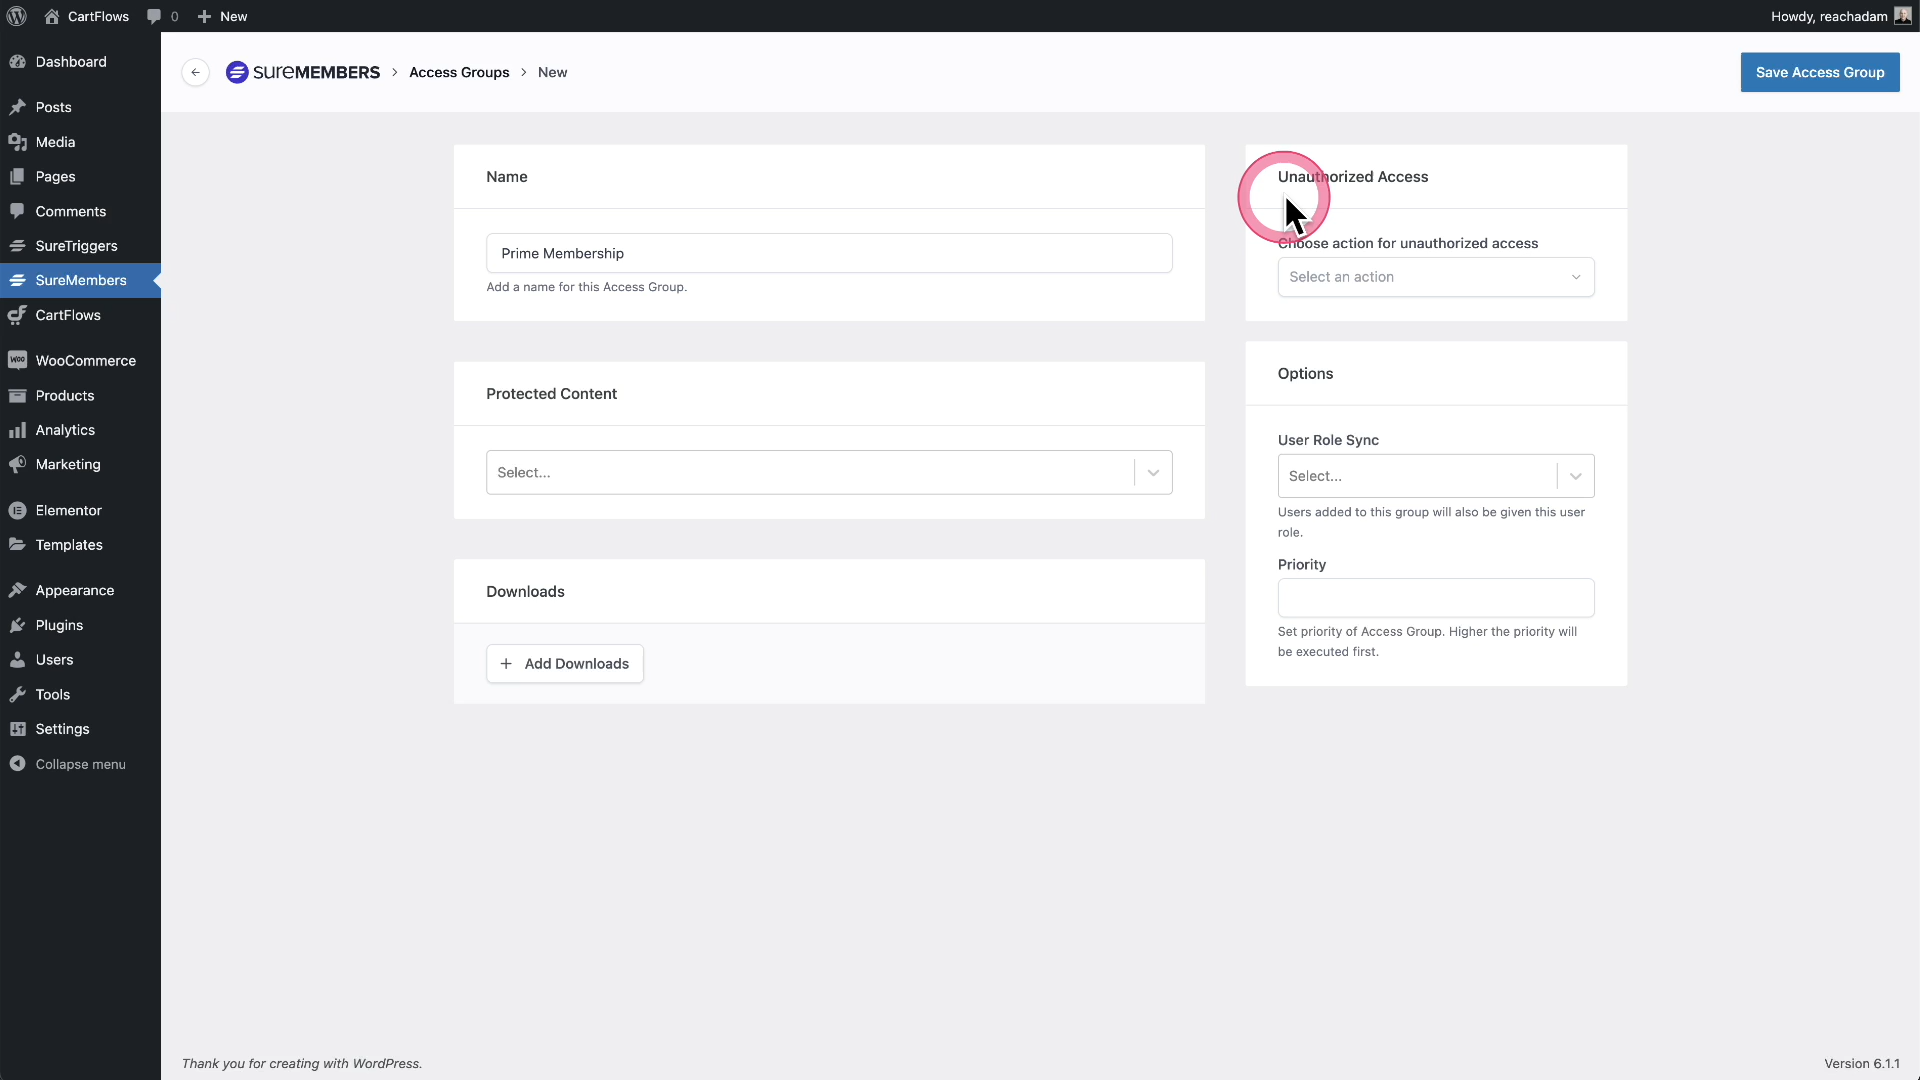 CartFlows
0
New
Howdy, reachadam
Dashboard
Posts
Media
Pages
Comments
SureTriggers
SureMembers
CartFlows
WooCommerce
Products
Analytics
Marketing
Elementor
Templates
Appearance
Plugins
Users
Tools
Settings
Collapse menu
sureMEMBERS > Access Groups > New
Save Access Group
Name
Prime Membership
Add a name for this Access Group.
Protected Content
Select...
Downloads
Add Downloads
Unauthorized Access
Choose action for unauthorized access
Select an action
Options
User Role Sync
Select...
Users added to this group will also be given this user
role.
Priority
Set priority of Access Group. Higher the priority will
be executed first.
Thank you for creating with WordPress.
Version 6.1.1